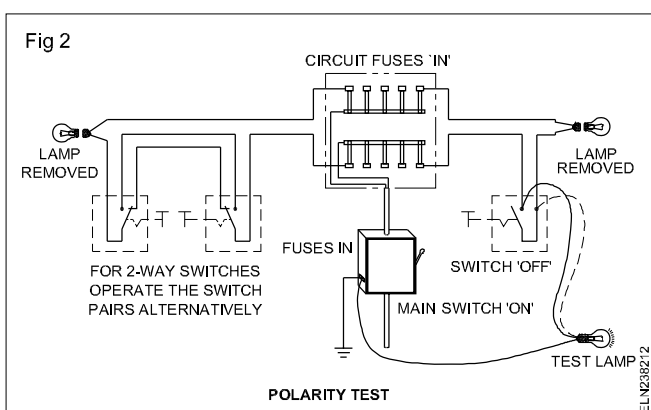 Fig 2
CIRCUIT FUSES `IN'
LAMP
REMOVED
LAMP
REMOVED
FUSES IN
SWITCH 'OFF'
FOR 2-WAY SWITCHES
OPERATE THE SWITCH
PAIRS ALTERNATIVELY
MAIN SWITCH 'ON'
TEST LAMP
POLARITY TEST
ELN238212